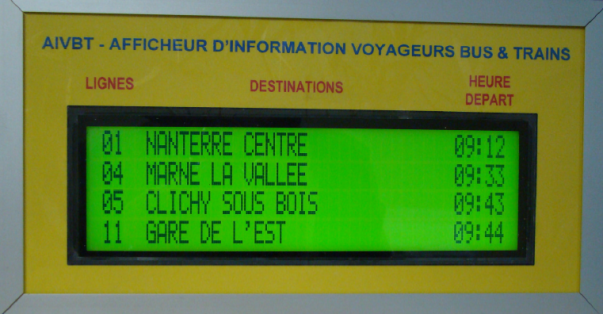 AIVBT - AFFICHEUR D'INFORMATION VOYAGEURS BUS & TRAINS
LIGNES DESTINATIONS HEURE DEPART
01 NANTERRE CENTRE 09:12
04 MARNE LA VALLEE 09:33
05 CLICHY SOUS BOIS 09:43
11 GARE DE L'EST 09:44